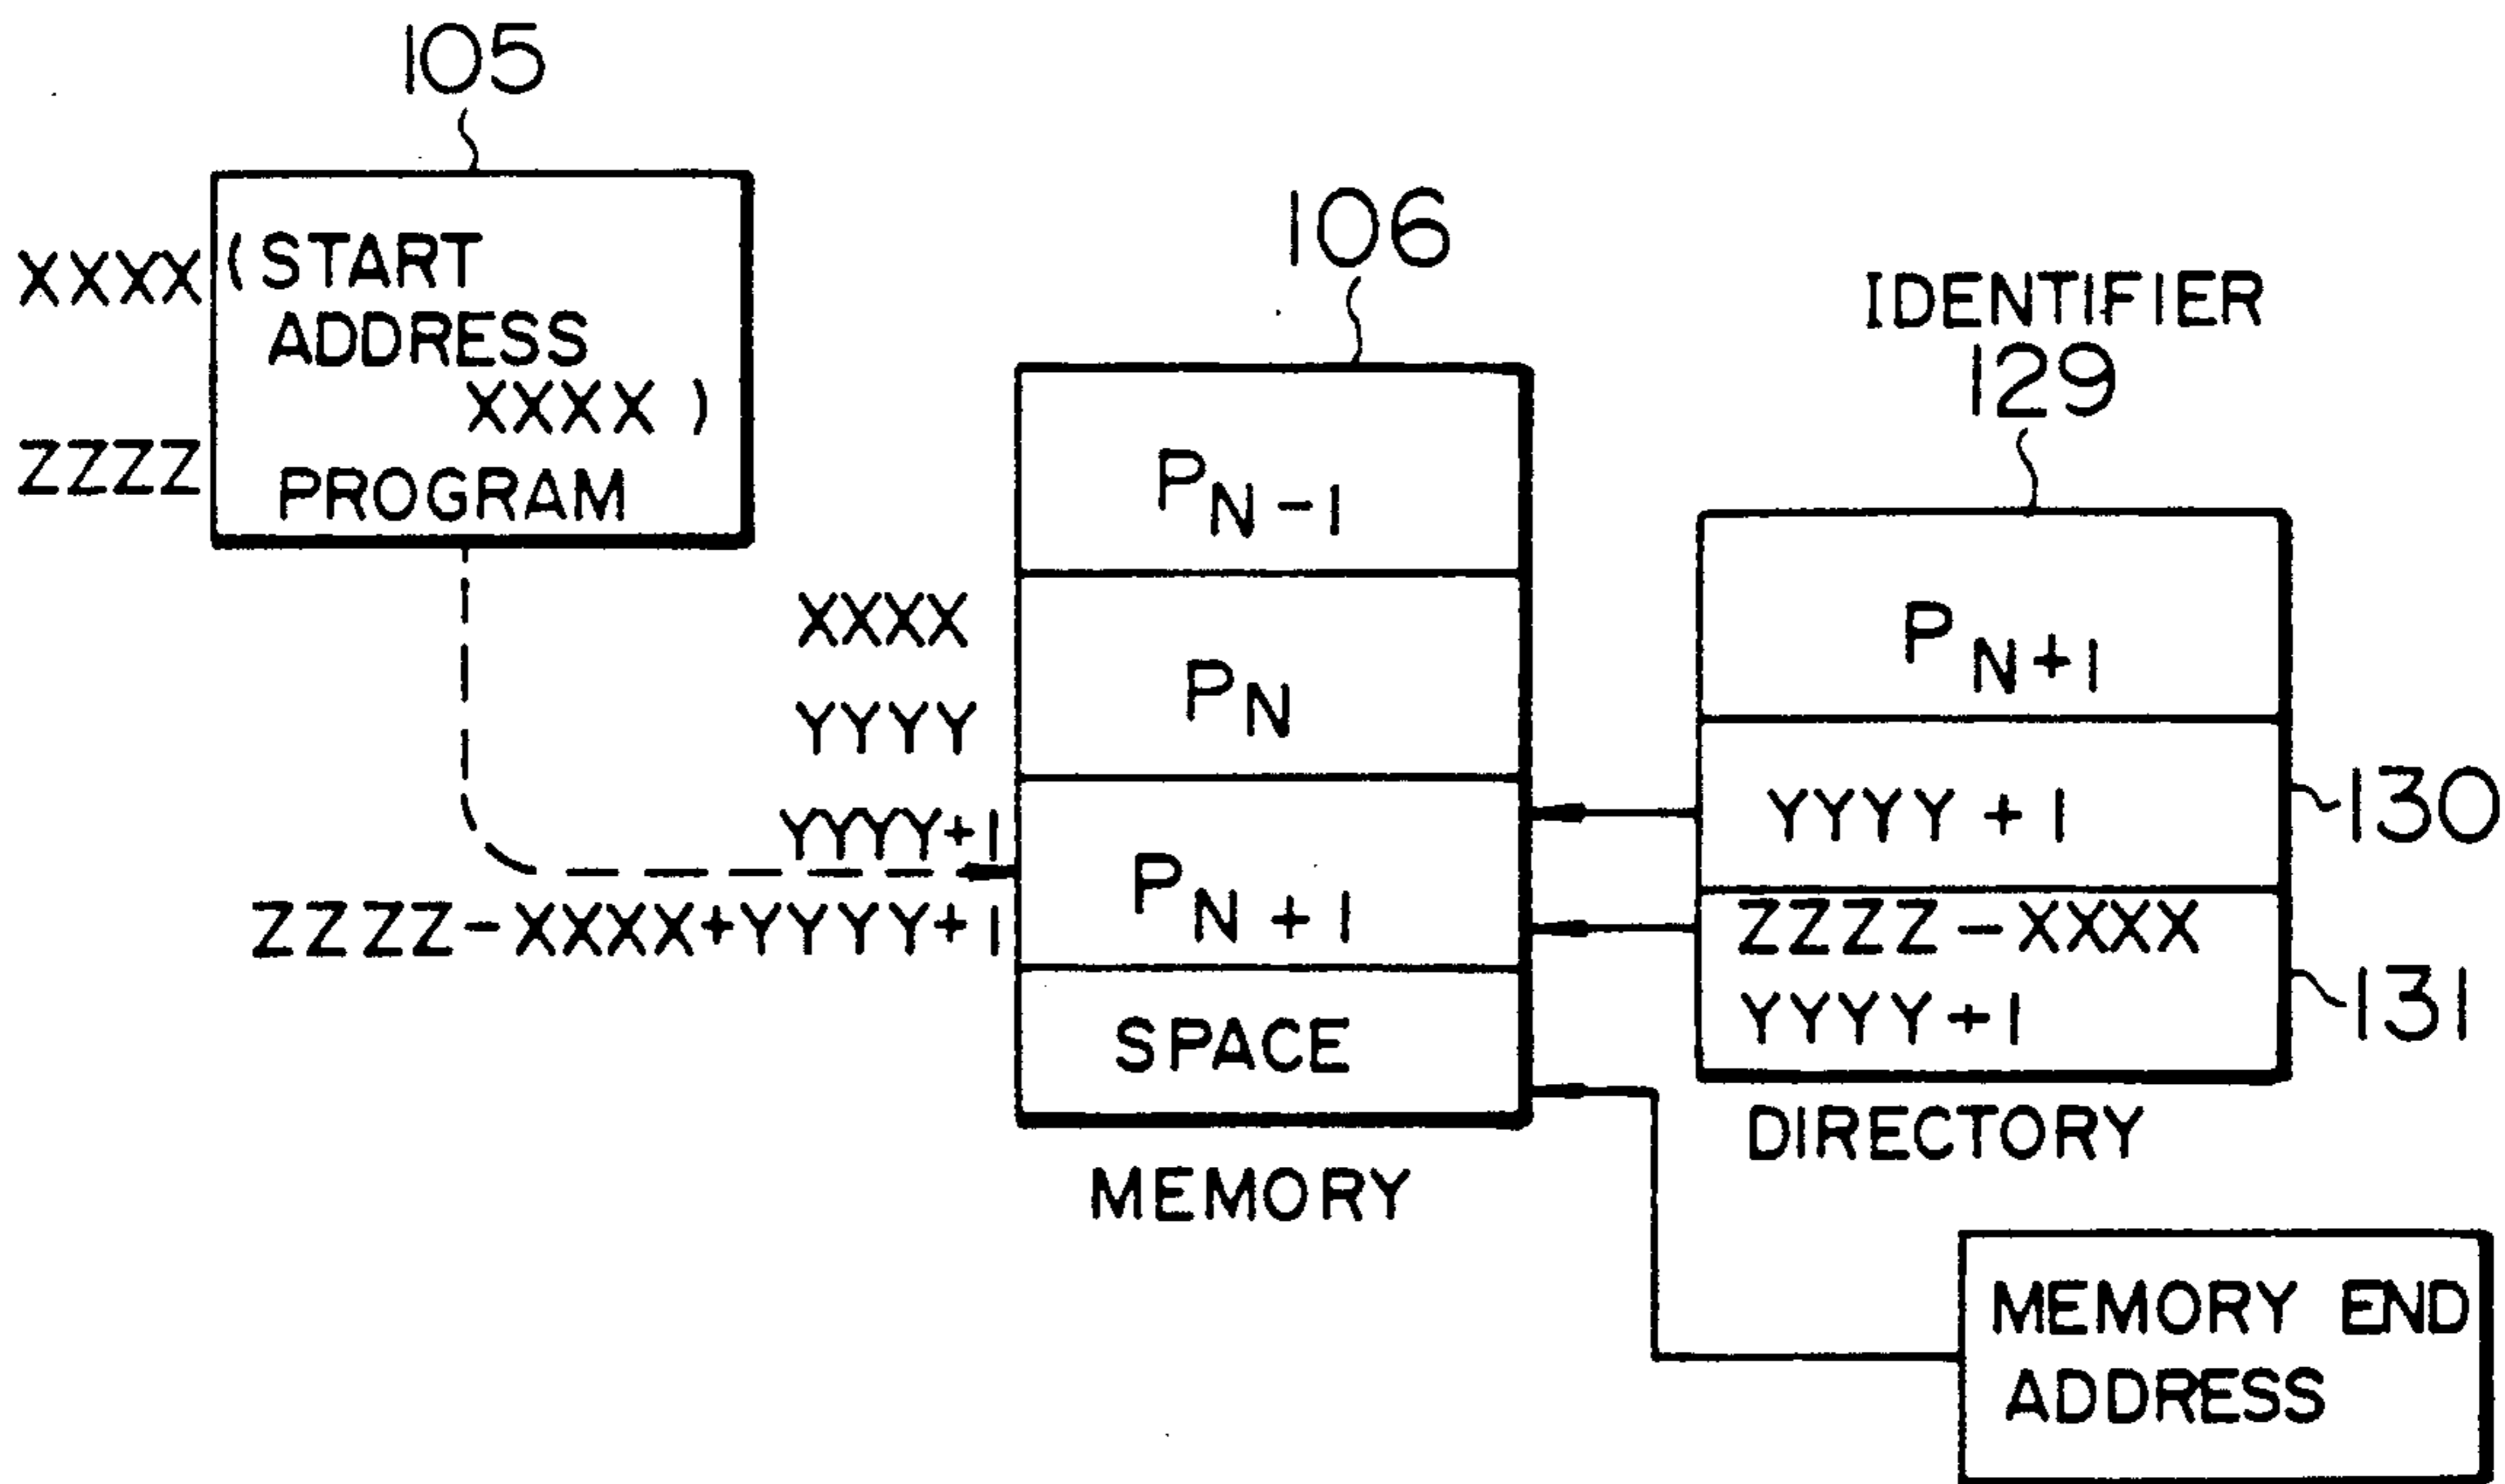 105
XXXX (START
ADDRESS
XXXX )
ZZZZ
PROGRAM
106
P N-1
XXXX
P N
YYYY
YYYY+1
P N+1
ZZZZ-XXXX+YYYY+1
SPACE
MEMORY
IDENTIFIER
129
P N+1
YYYY+1
130
ZZZZ-XXXX
YYYY+1
131
DIRECTORY
MEMORY END
ADDRESS